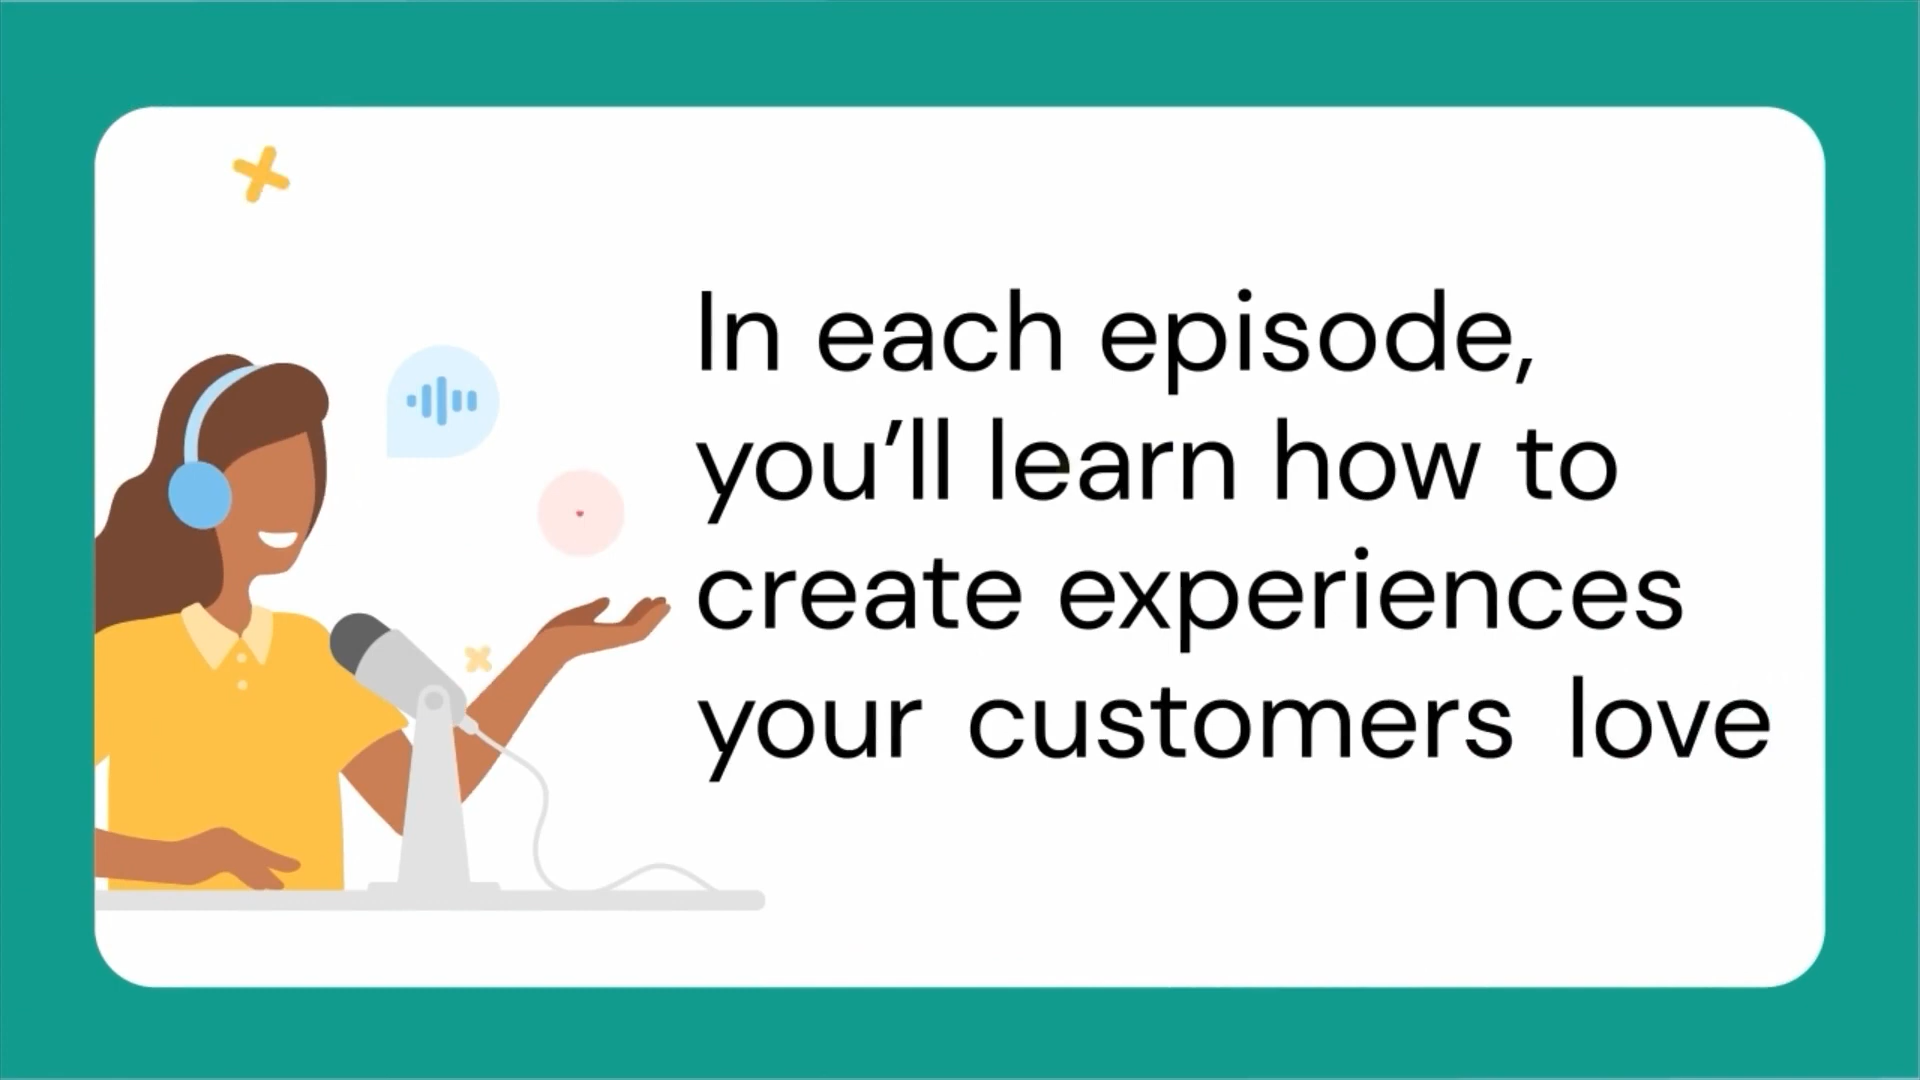 In each episode,
you’ll learn how to
create experiences
your customers love